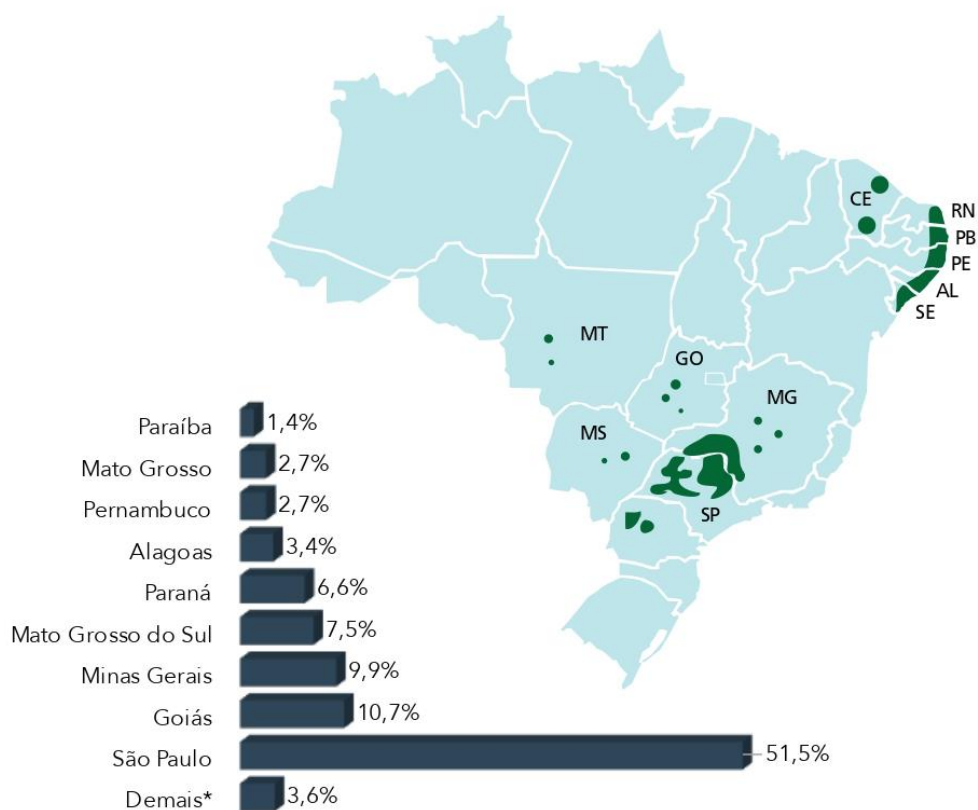 CE
RN
PB
PE
AL
SE
MT
GO
MG
MS
SP
Paraíba 1,4%
Mato Grosso 2,7%
Pernambuco 2,7%
Alagoas 3,4%
Paraná 6,6%
Mato Grosso do Sul 7,5%
Minas Gerais 9,9%
Goiás 10,7%
São Paulo 51,5%
Demais* 3,6%